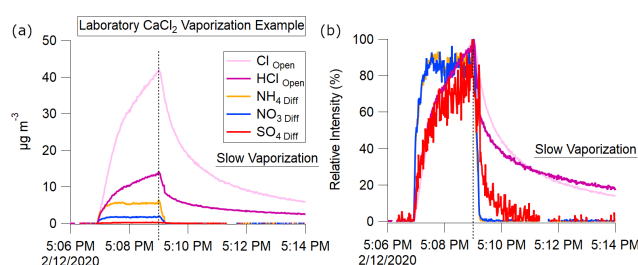 (a)
Laboratory CaCl2 Vaporization Example
50
40
30
20
10
0
µg m-3
Cl Open
HCl Open
NH4 Diff
NO3 Diff
SO4 Diff
Slow Vaporization
5:06 PM
5:08 PM
5:10 PM
5:12 PM
5:14 PM
2/12/2020
(b)
100
80
60
40
20
0
Relative Intensity (%)
Slow Vaporization
5:06 PM
5:08 PM
5:10 PM
5:12 PM
5:14 PM
2/12/2020